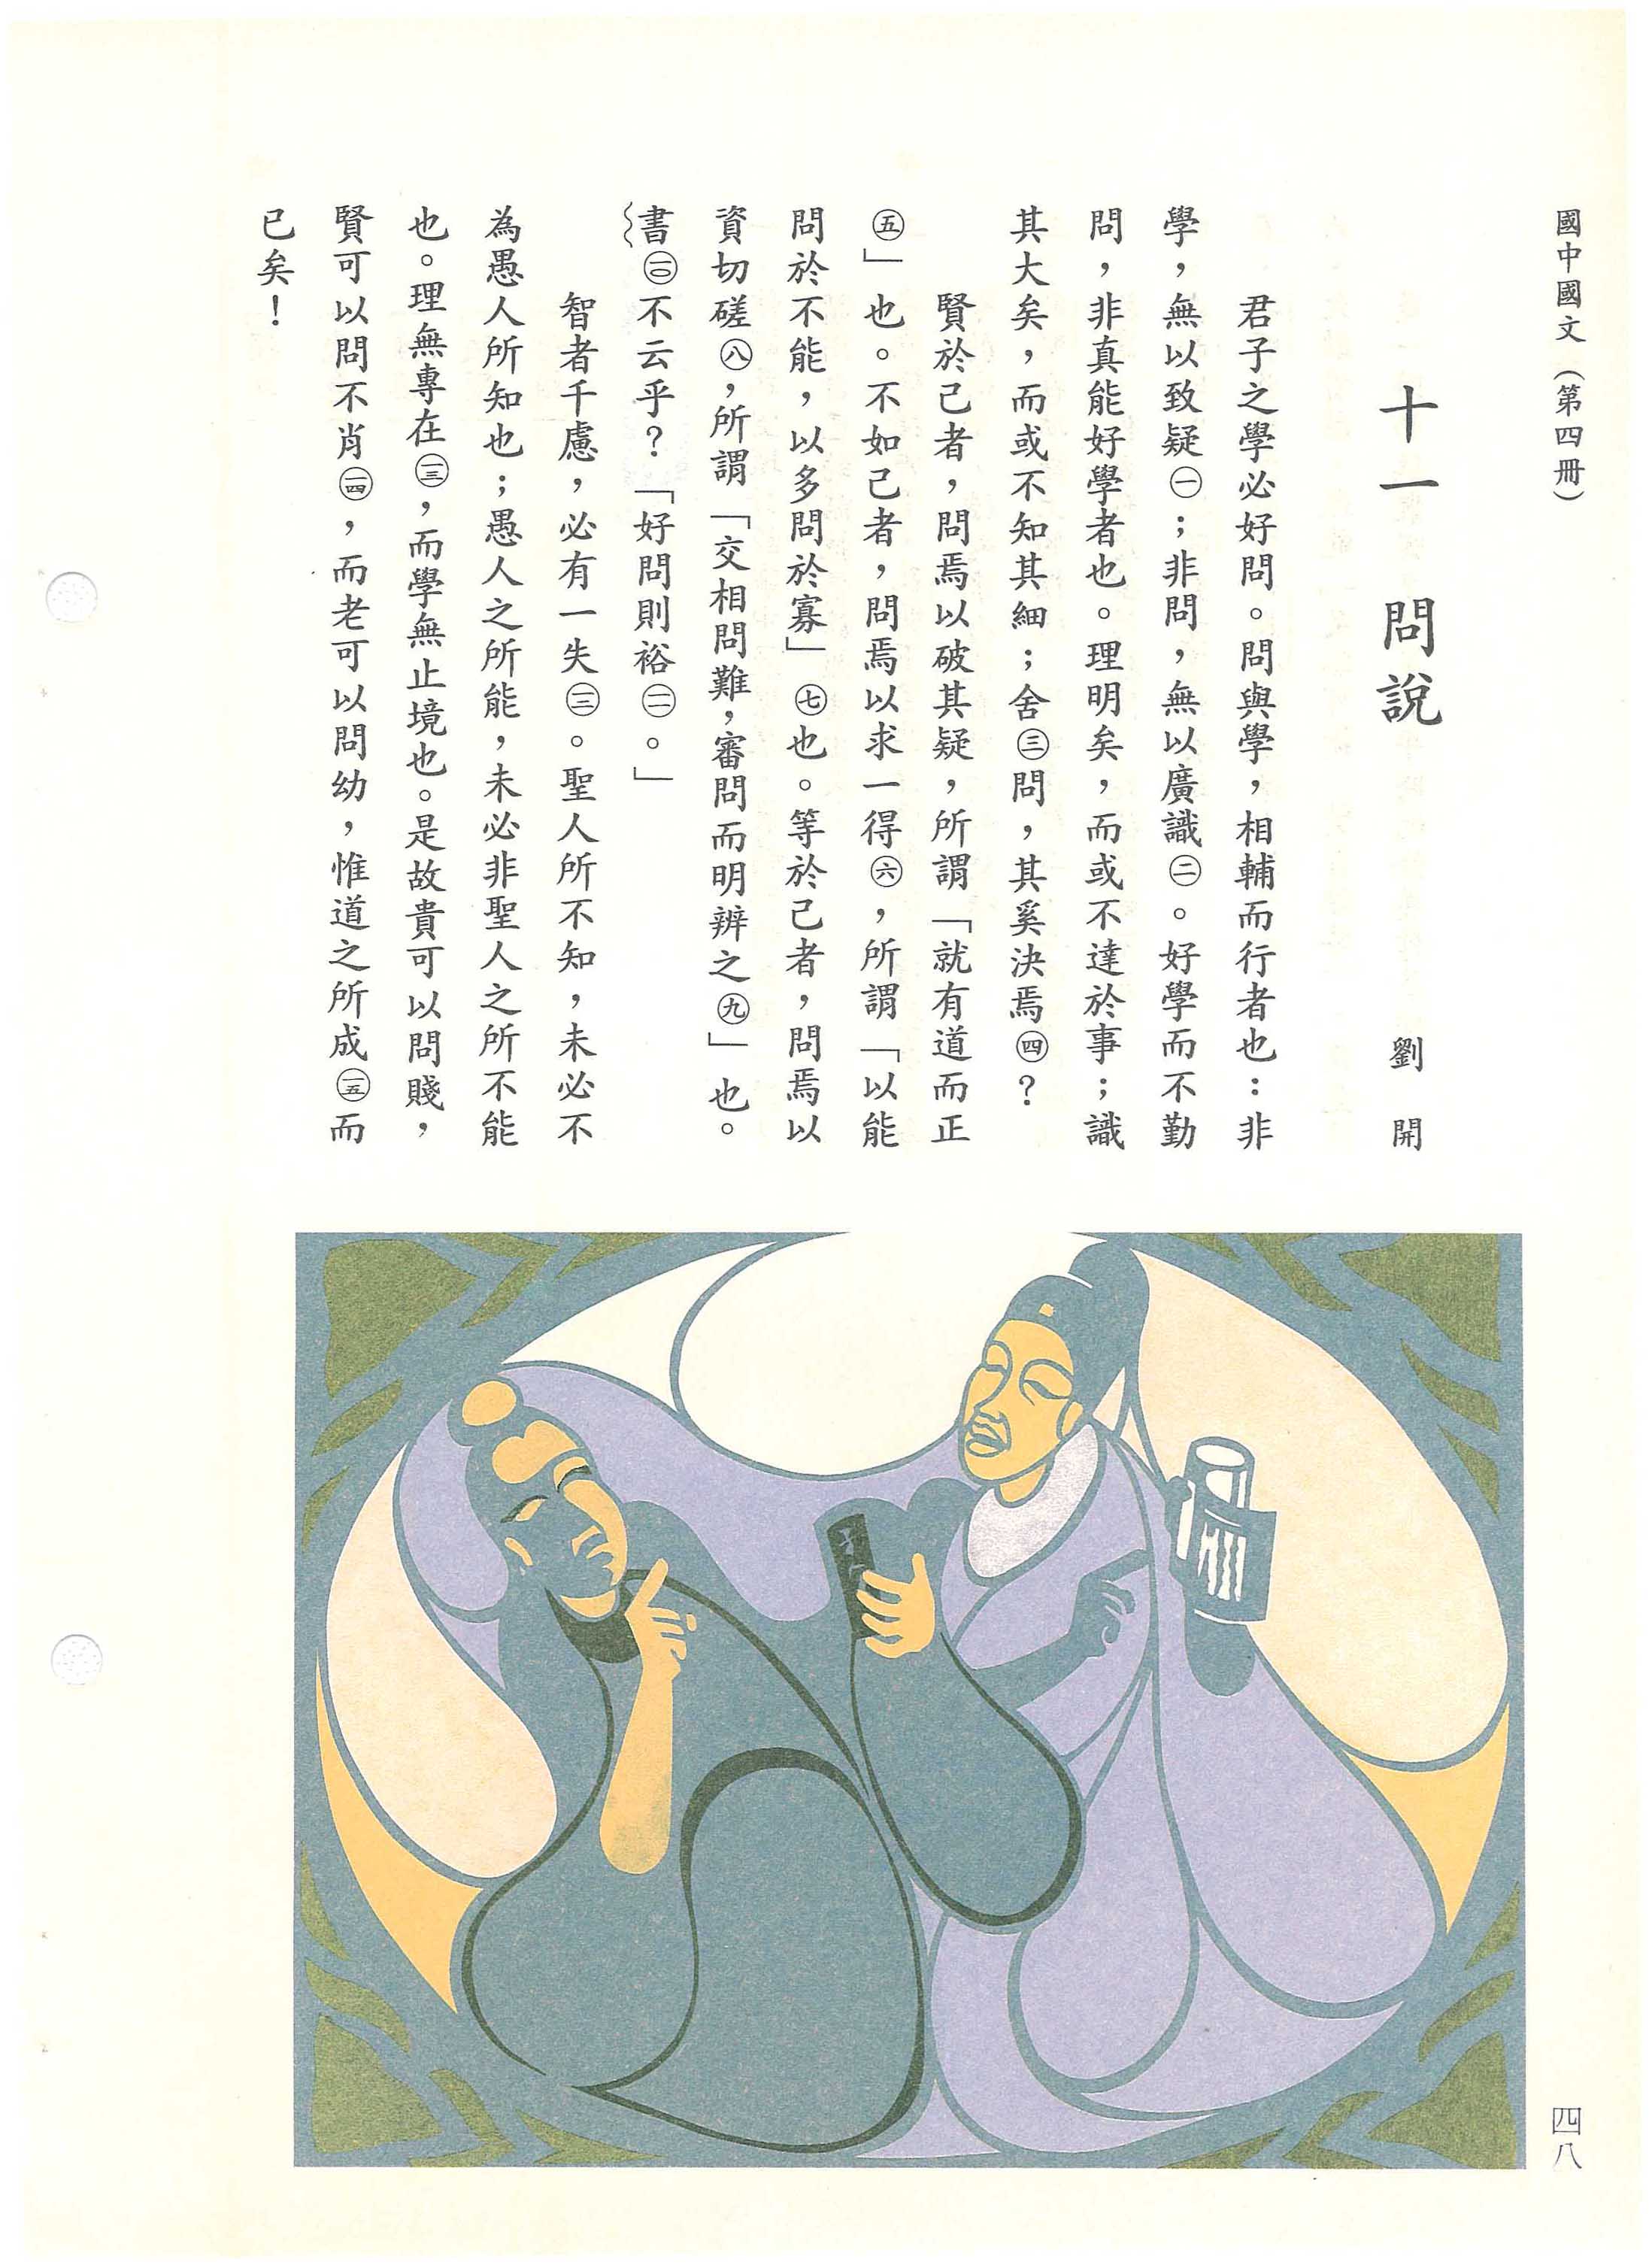 國中國文(第四冊)
十一 問說
劉開
君子之學必好問。問與學,相輔而行者也:非
學,無以致疑㊀;非問,無以廣識㊁。好學而不勤
問,非真能好學者也。理明矣,而或不達於事;識
其大矣,而或不知其細;舍㊂問,其奚決焉㊃?
賢於己者,問焉以破其疑,所謂「就有道而正
㊄」也。不如己者,問焉以求一得㊅,所謂「以能
問於不能,以多問於寡」㊆也。等於己者,問焉以
資切磋㊇,所謂「交相問難,審問而明辨之㊈」也。
書㊉不云乎?「好問則裕㊀㊀。」
智者千慮,必有一失㊀㊁。聖人所不知,未必不
為愚人所知也;愚人之所能,未必非聖人之所不能
也。理無專在㊀㊂,而學無止境也。是故貴可以問賤,
賢可以問不肖㊀㊃,而老可以問幼,惟道之所成㊀㊄而
已矣!
四八